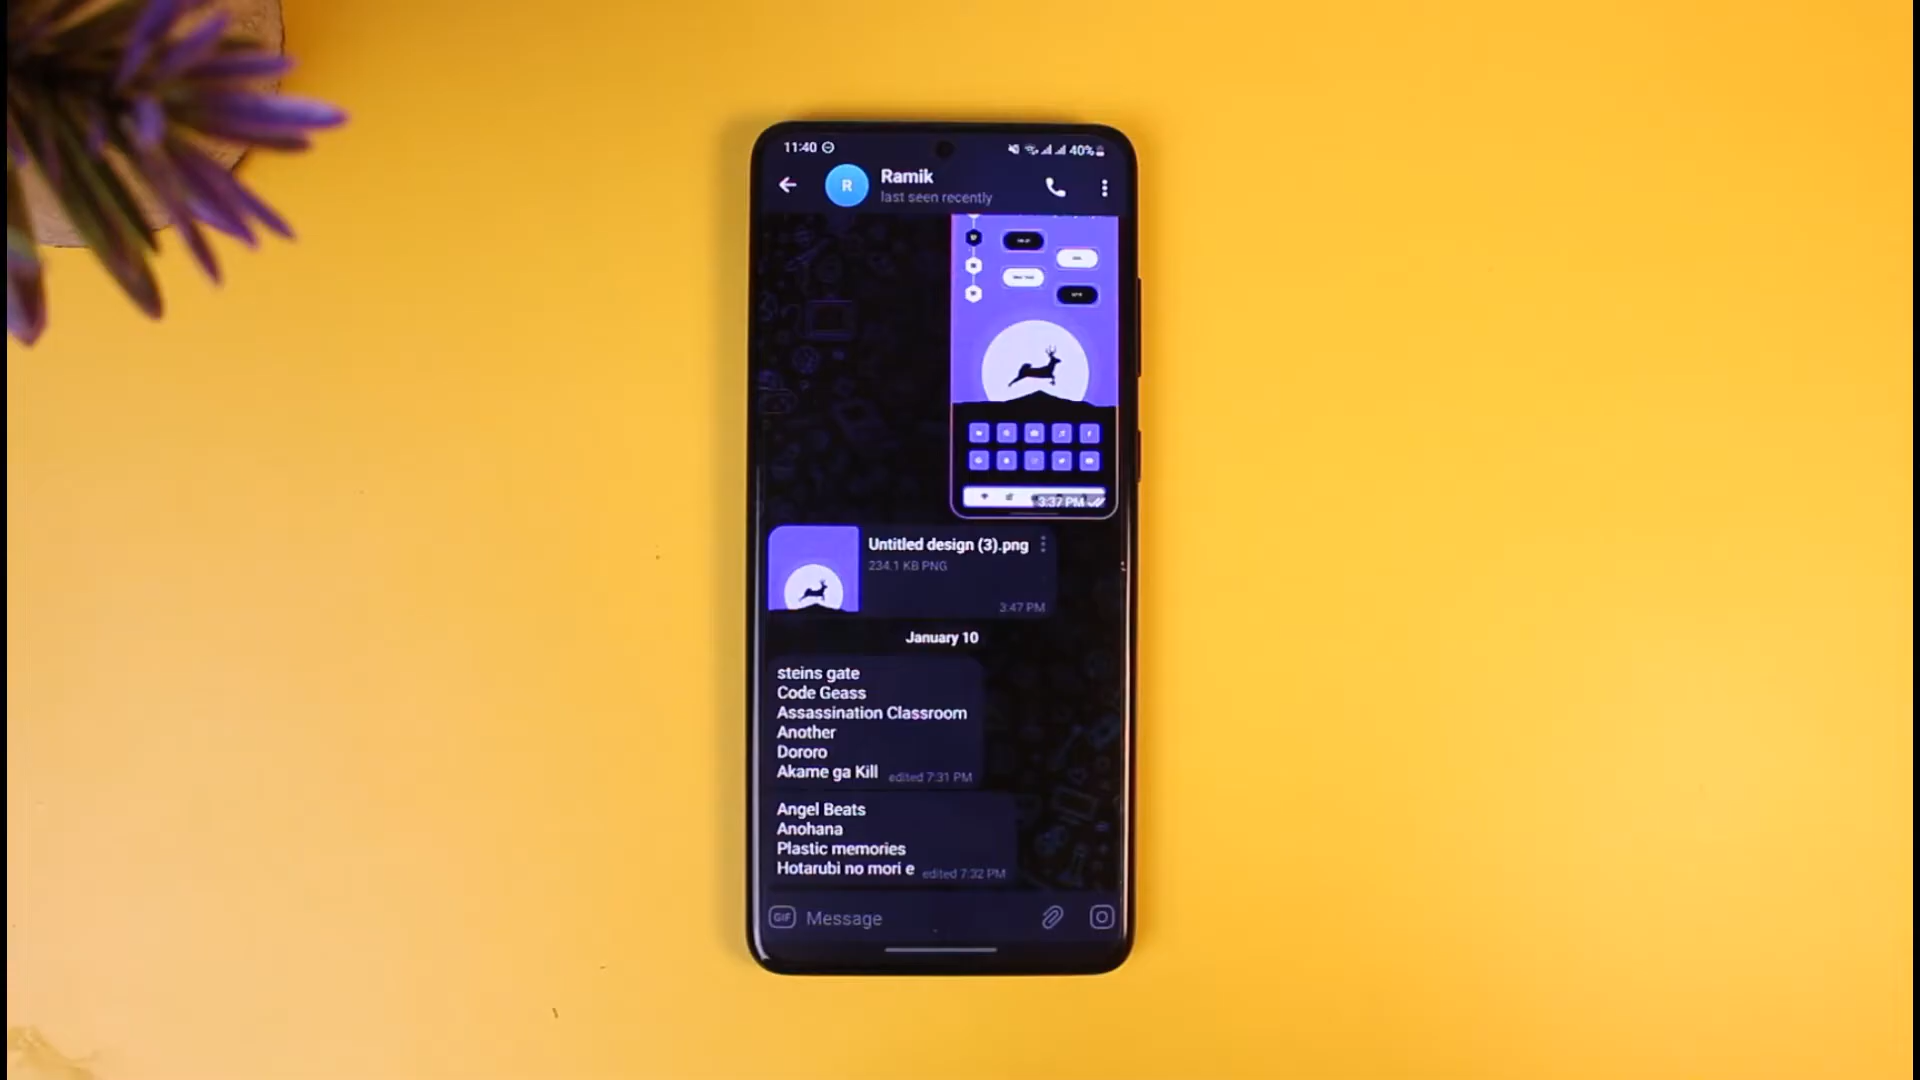 11:40
40%
R
Ramik
last seen recently
3:37 PM
Untitled design (3).png
234.1 KB PNG
3:47 PM
January 10
steins gate
Code Geass
Assassination Classroom
Another
Dororo
Akame ga Kill edited 7:31 PM
Angel Beats
Anohana
Plastic memories
Hotarubi no mori e edited 7:32 PM
GIF Message